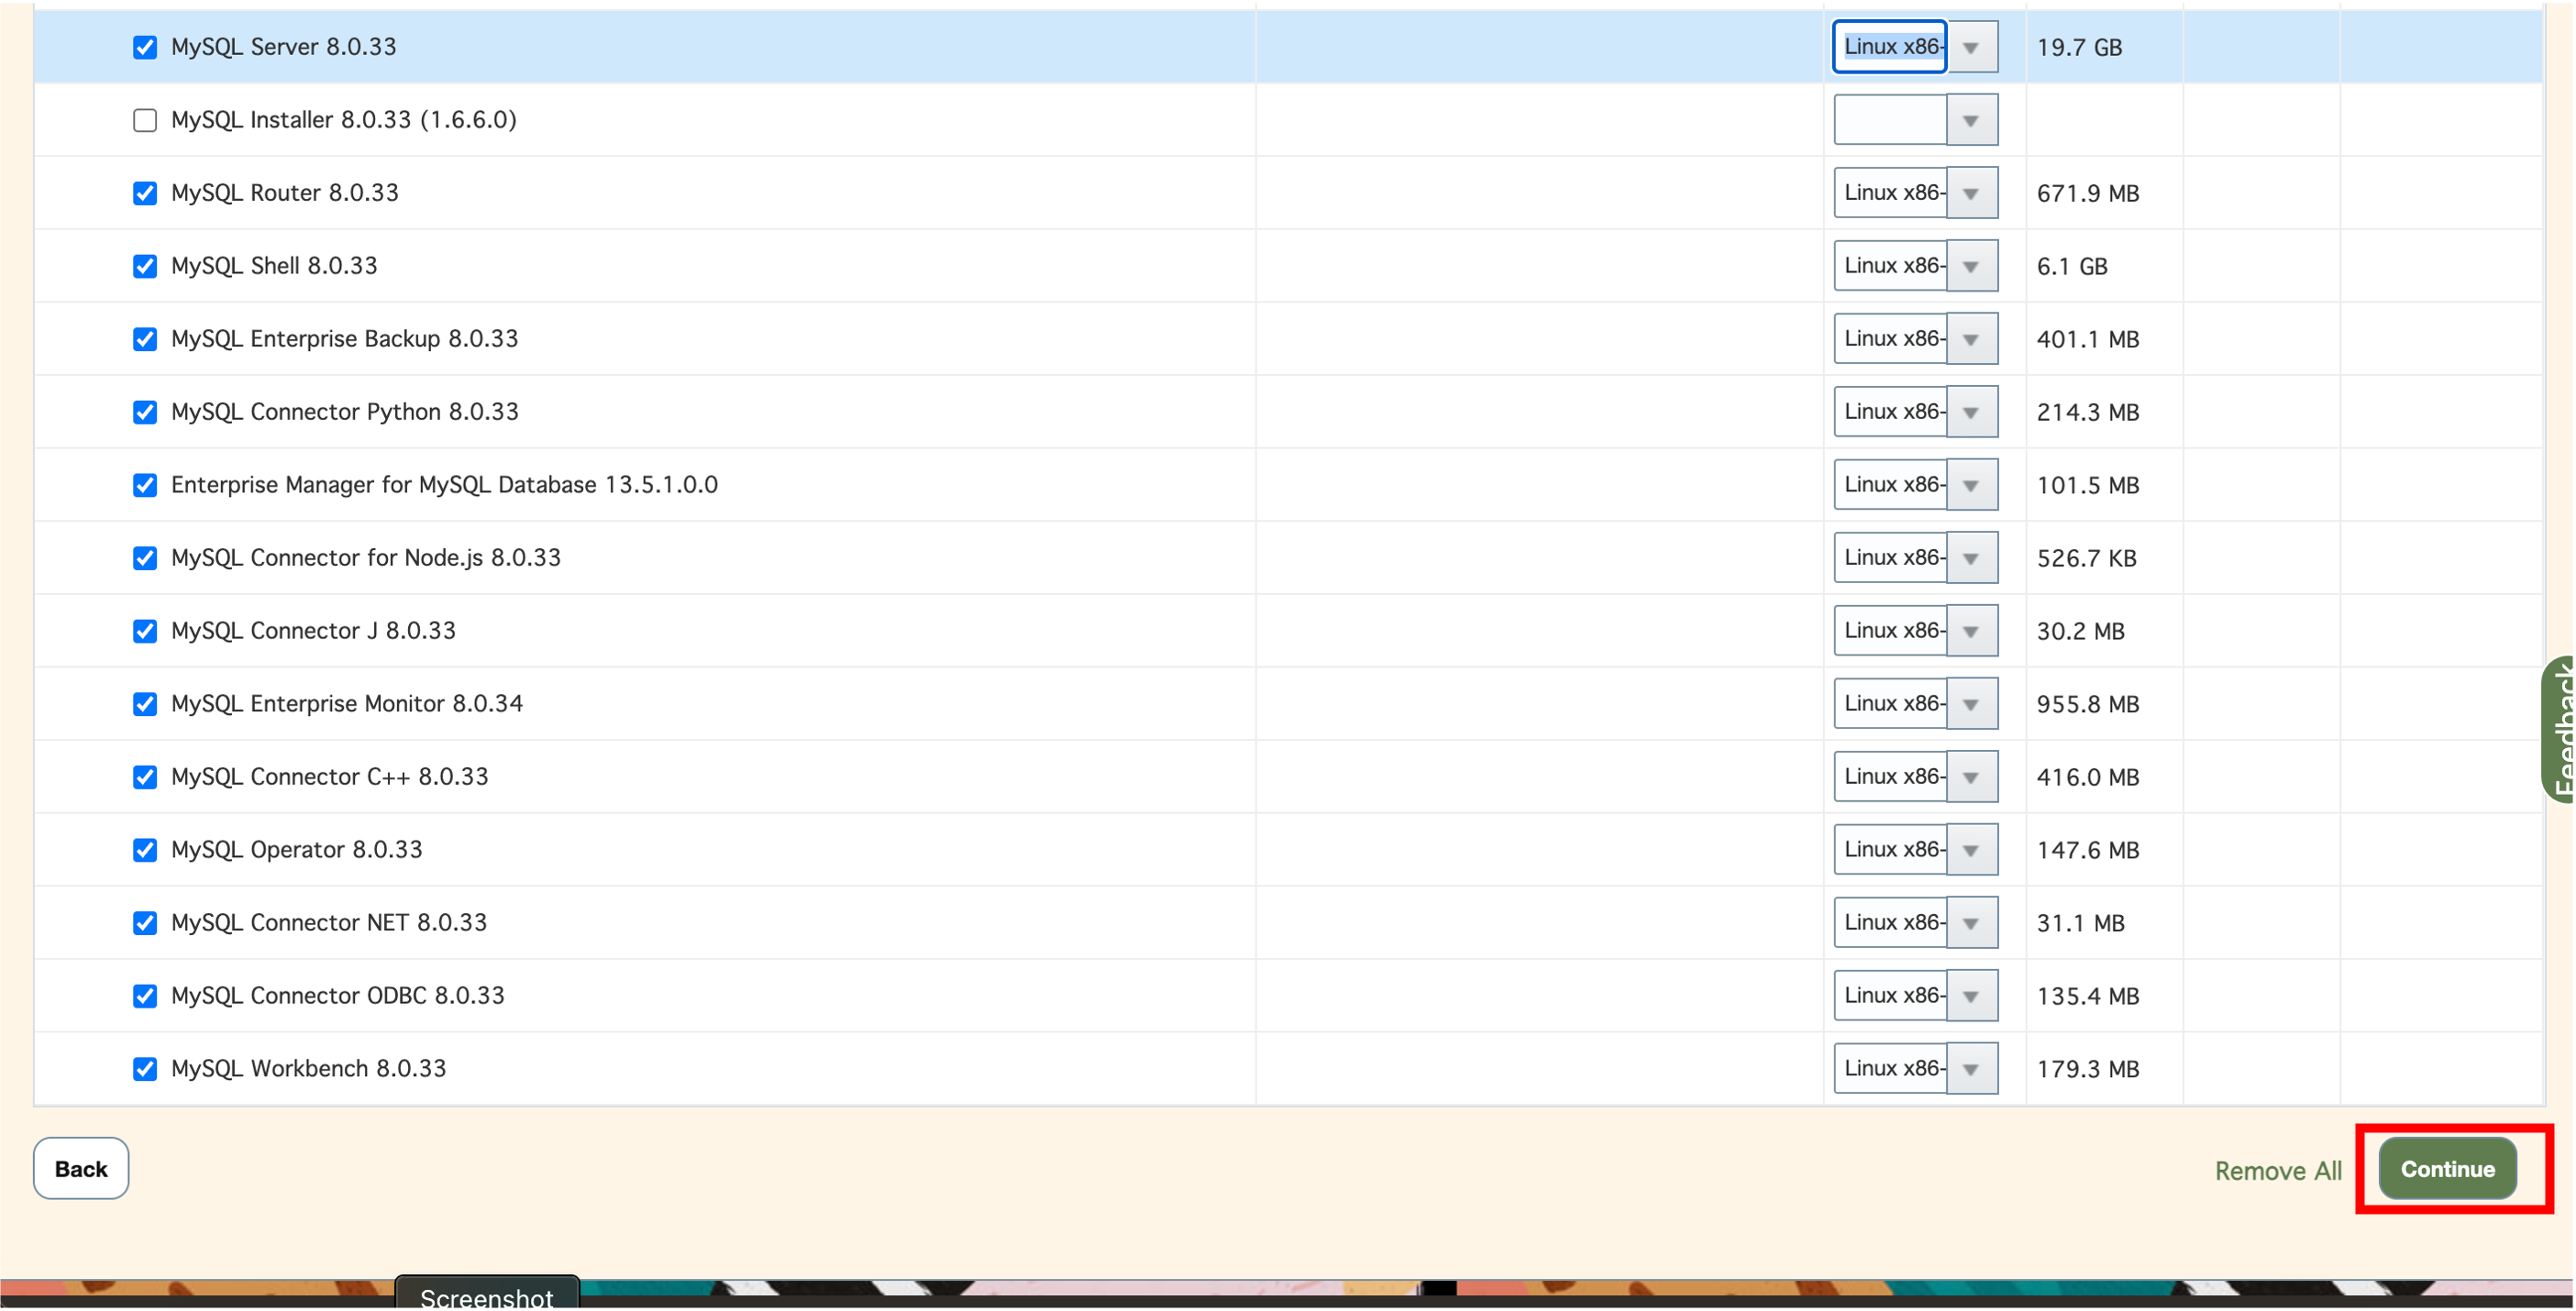 MySQL Server 8.0.33 Linux x86- 19.7 GB
MySQL Installer 8.0.33 (1.6.6.0)
MySQL Router 8.0.33 Linux x86- 671.9 MB
MySQL Shell 8.0.33 Linux x86- 6.1 GB
MySQL Enterprise Backup 8.0.33 Linux x86- 401.1 MB
MySQL Connector Python 8.0.33 Linux x86- 214.3 MB
Enterprise Manager for MySQL Database 13.5.1.0.0 Linux x86- 101.5 MB
MySQL Connector for Node.js 8.0.33 Linux x86- 526.7 KB
MySQL Connector J 8.0.33 Linux x86- 30.2 MB
MySQL Enterprise Monitor 8.0.34 Linux x86- 955.8 MB
MySQL Connector C++ 8.0.33 Linux x86- 416.0 MB
MySQL Operator 8.0.33 Linux x86- 147.6 MB
MySQL Connector NET 8.0.33 Linux x86- 31.1 MB
MySQL Connector ODBC 8.0.33 Linux x86- 135.4 MB
MySQL Workbench 8.0.33 Linux x86- 179.3 MB
Feedback
Back Remove All Continue
Screenshot